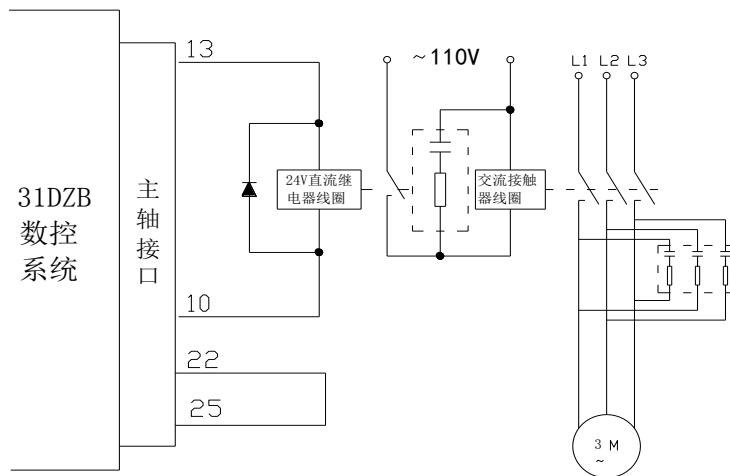 31DZB
数控
系统
主
轴
接
口
13
10
22
25
24V直流继
电器线圈
~110V
交流接触
器线圈
L1 L2 L3
3 M
~